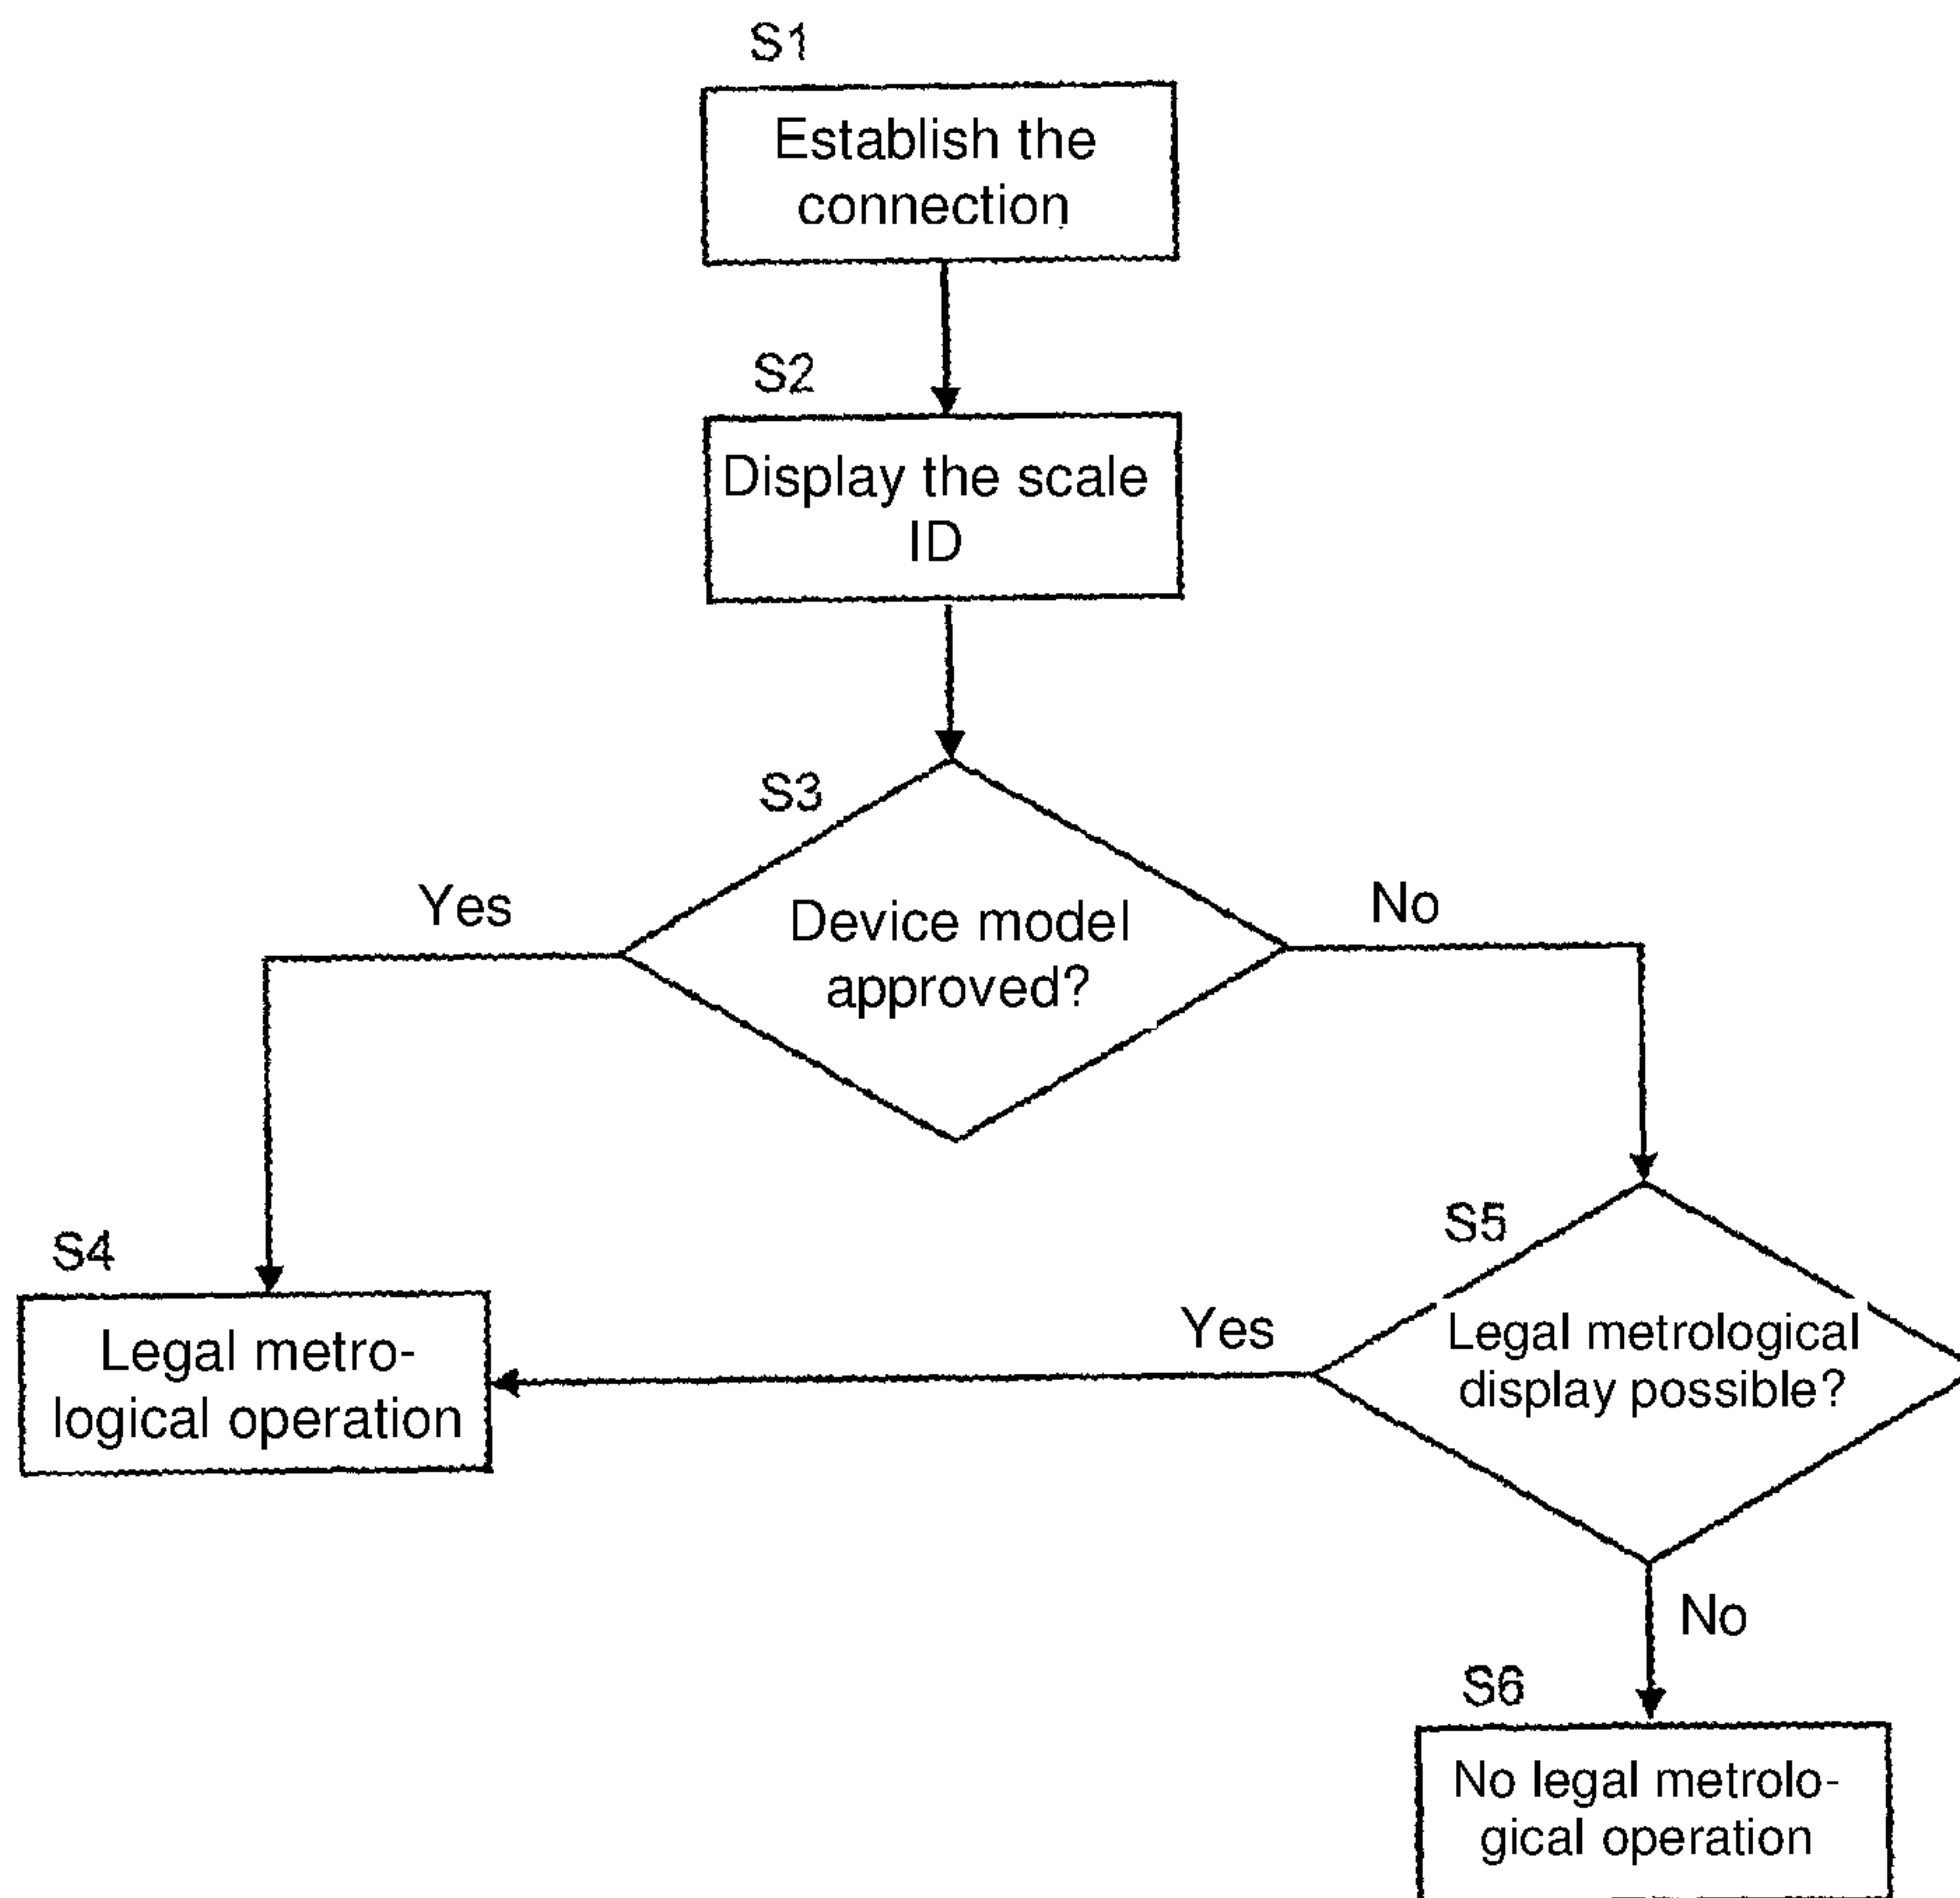 S1
Establish the
connection
S2
Display the scale
ID
S3
Device model
approved?
Yes
No
S4
Legal metro-
logical operation
S5
Legal metrological
display possible?
Yes
No
S6
No legal metrolo-
gical operation